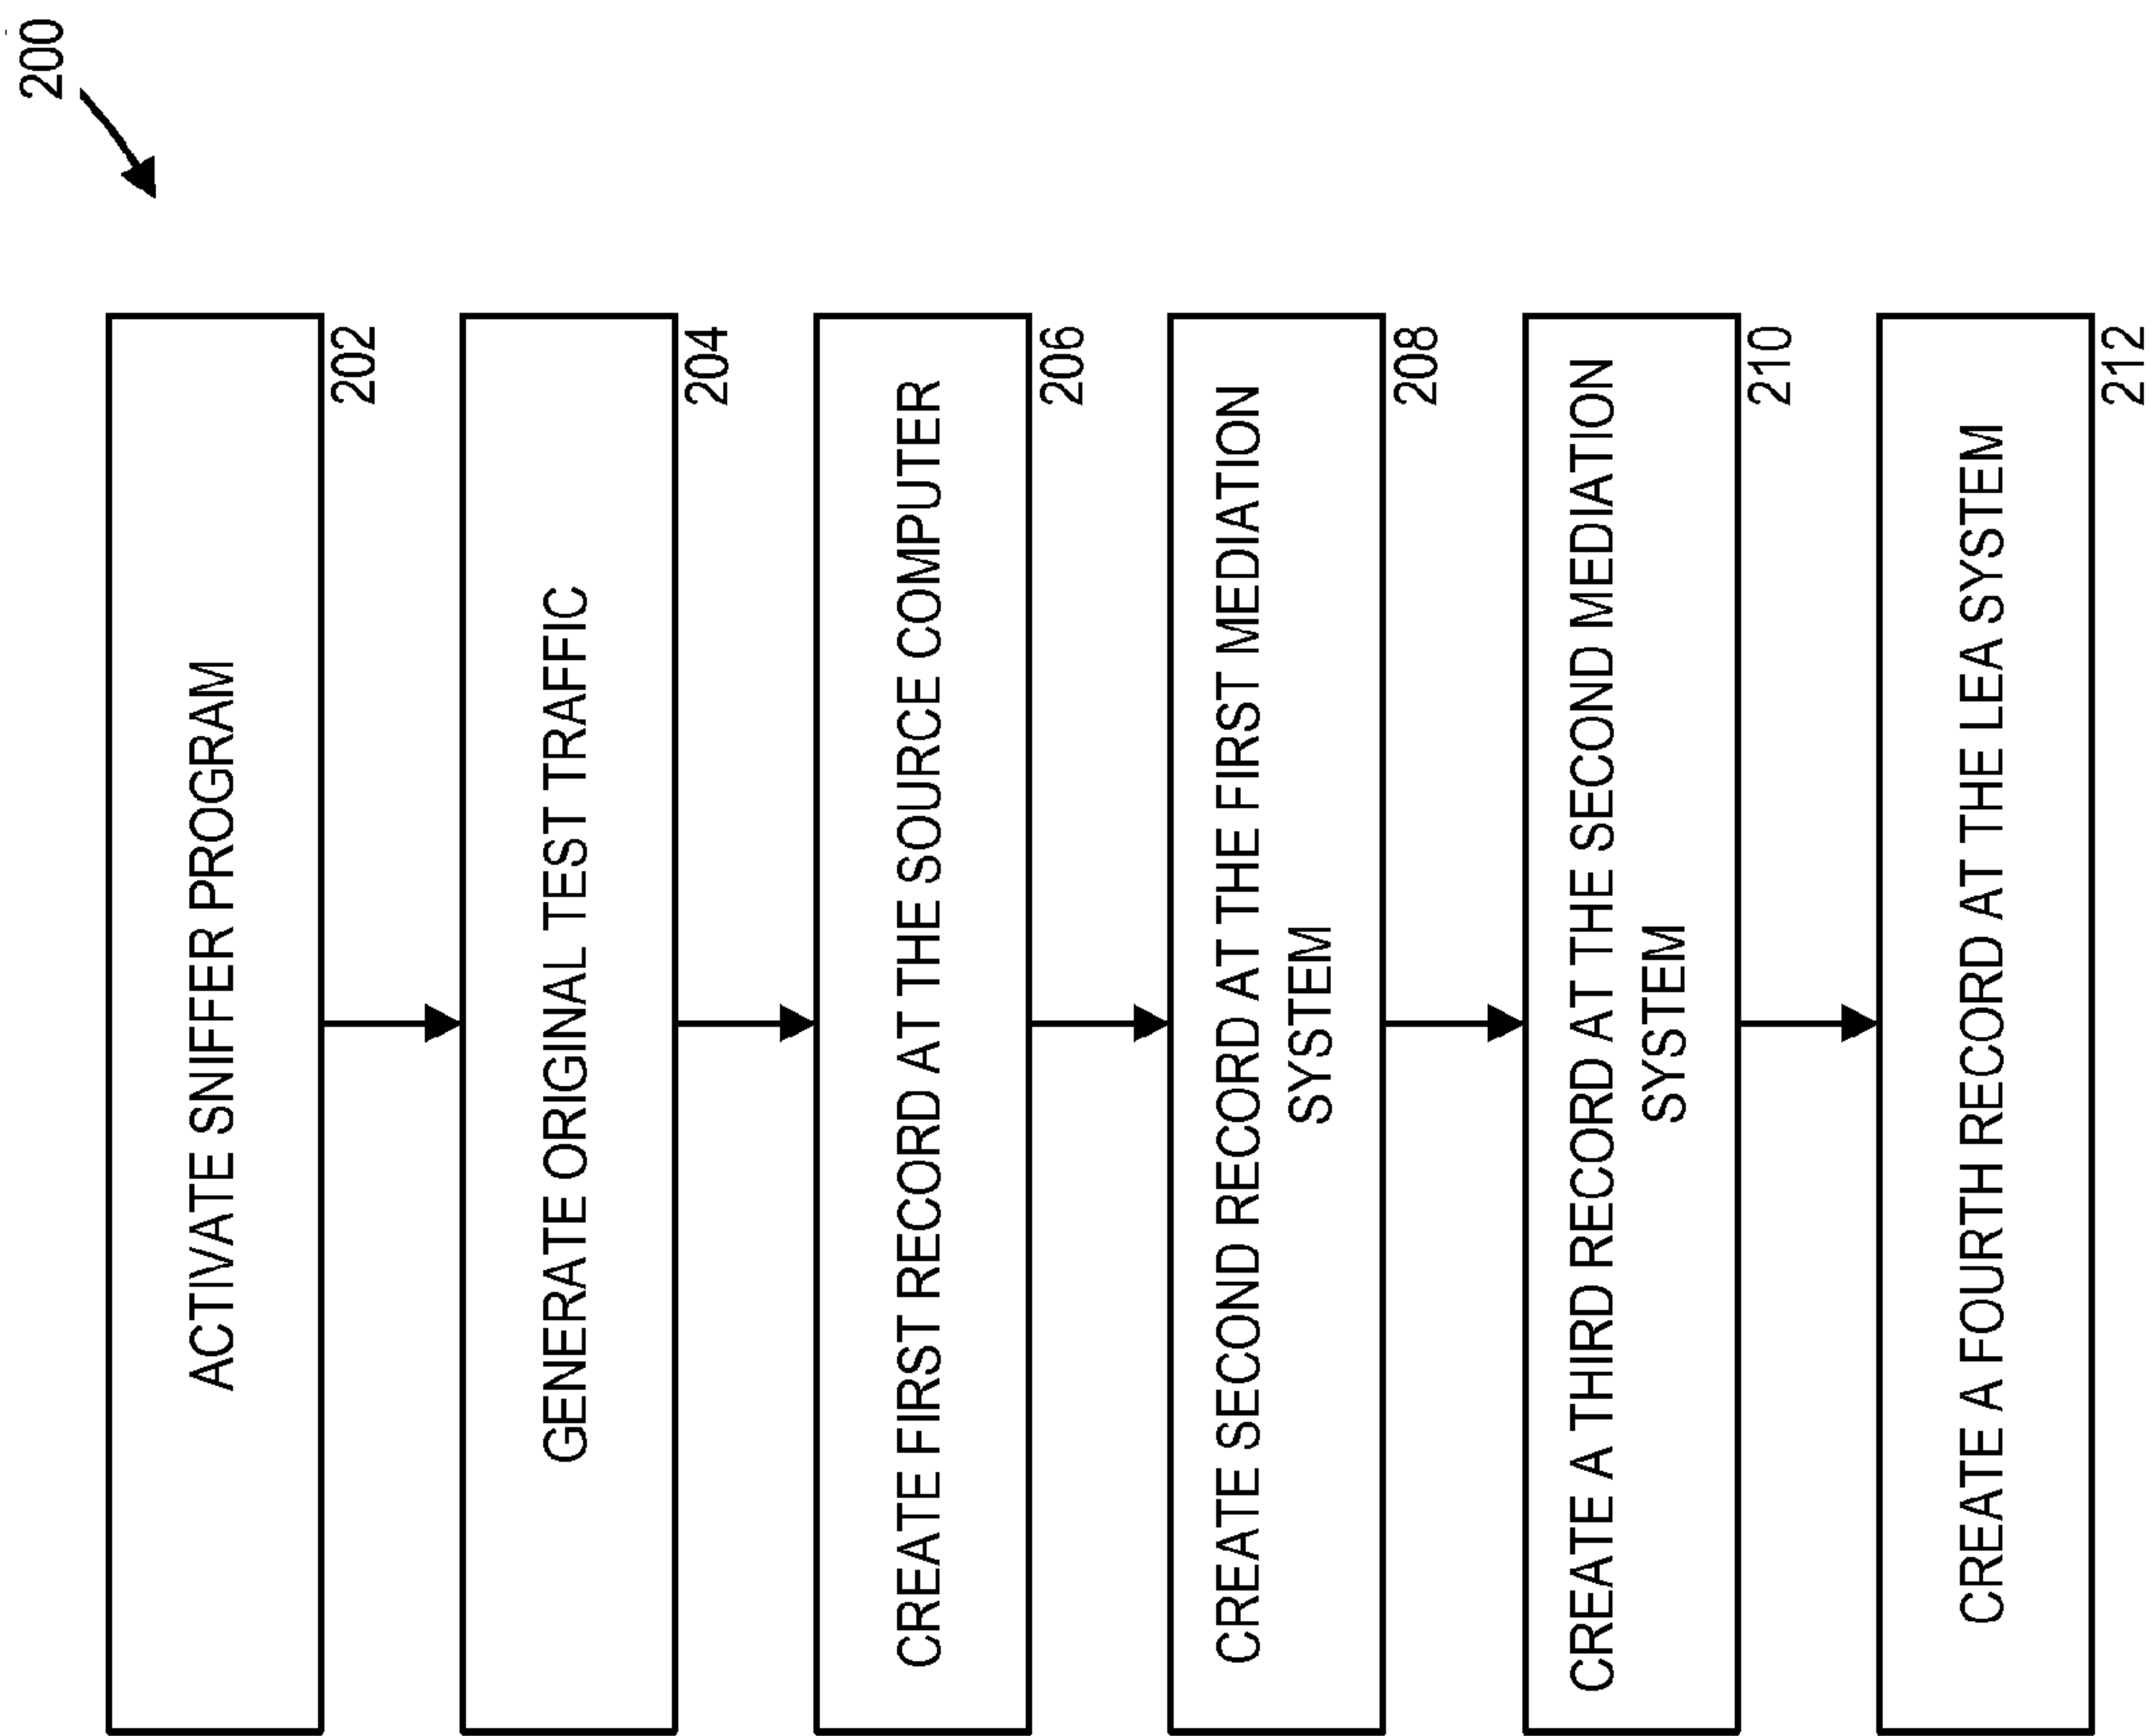 200
ACTIVATE SNIFFER PROGRAM
202
GENERATE ORIGINAL TEST TRAFFIC
204
CREATE FIRST RECORD AT THE SOURCE COMPUTER
206
CREATE SECOND RECORD AT THE FIRST MEDIATION
SYSTEM
208
CREATE A THIRD RECORD AT THE SECOND MEDIATION
SYSTEM
210
CREATE A FOURTH RECORD AT THE LEA SYSTEM
212